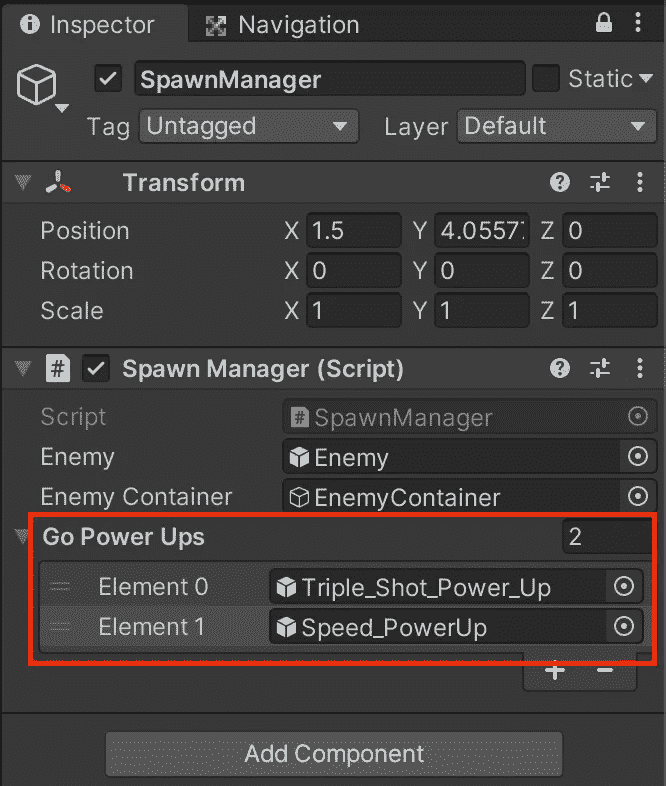 Inspector Navigation
SpawnManager Static
Tag Untagged Layer Default
Transform
Position X 1.5 Y 4.0557 Z 0
Rotation X 0 Y 0 Z 0
Scale X 1 Y 1 Z 1
# Spawn Manager (Script)
Script # SpawnManager
Enemy Enemy
Enemy Container EnemyContainer
Go Power Ups 2
Element 0 Triple_Shot_Power_Up
Element 1 Speed_PowerUp
+ -
Add Component